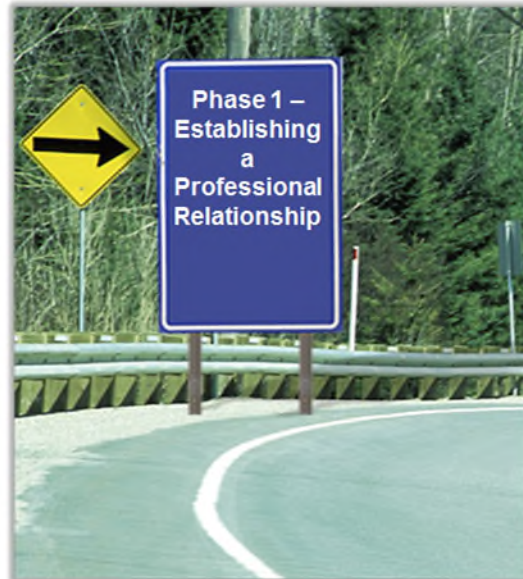 Phase 1 –
Establishing
a
Professional
Relationship